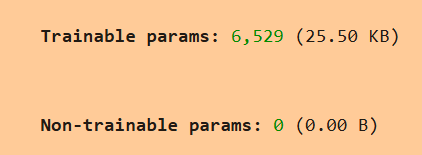 Trainable params: 6,529 (25.50 KB)
Non-trainable params: 0 (0.00 B)